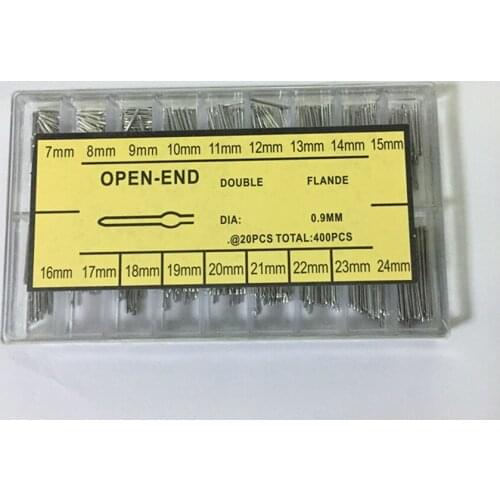 7mm 8mm 9mm 10mm 11mm 12mm 13mm 14mm 15mm
OPEN-END DOUBLE FLANDE
DIA: 0.9MM
.@20PCS TOTAL:400PCS
16mm 17mm 18mm 19mm 20mm 21mm 22mm 23mm 24mm